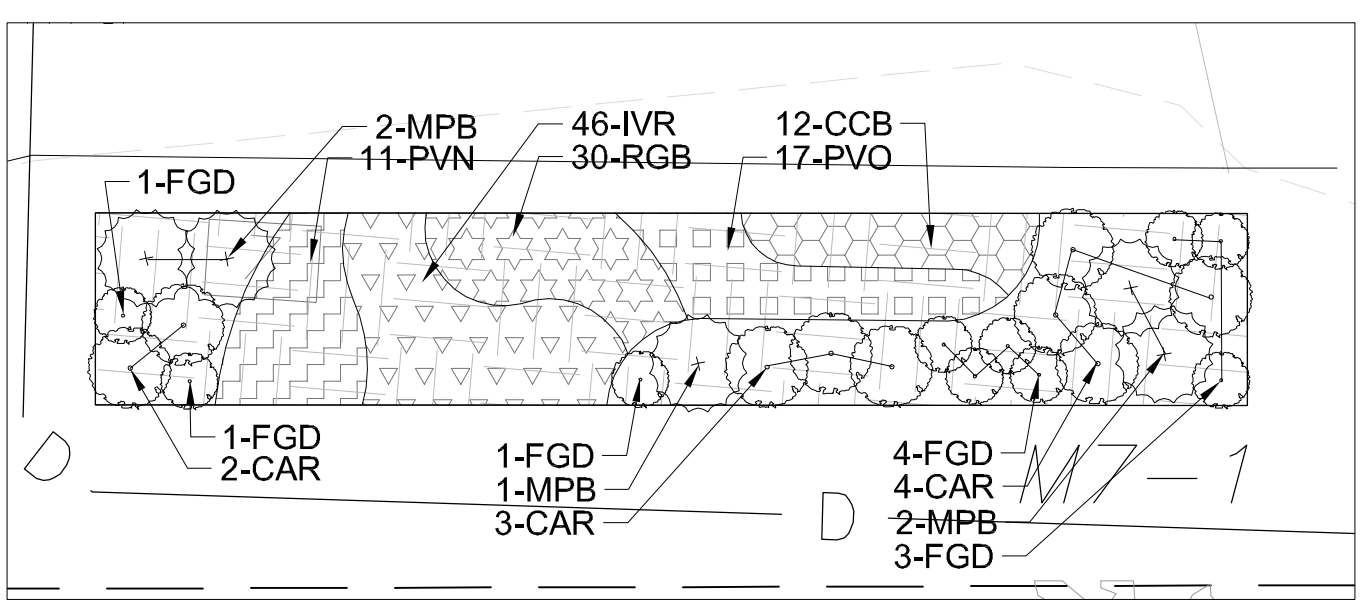 2-MPB
46-IVR
12-CCB
11-PVN
30-RGB
17-PVO
1-FGD
1-FGD
2-CAR
1-FGD
1-MPB
3-CAR
4-FGD
4-CAR
2-MPB
3-FGD
D
D